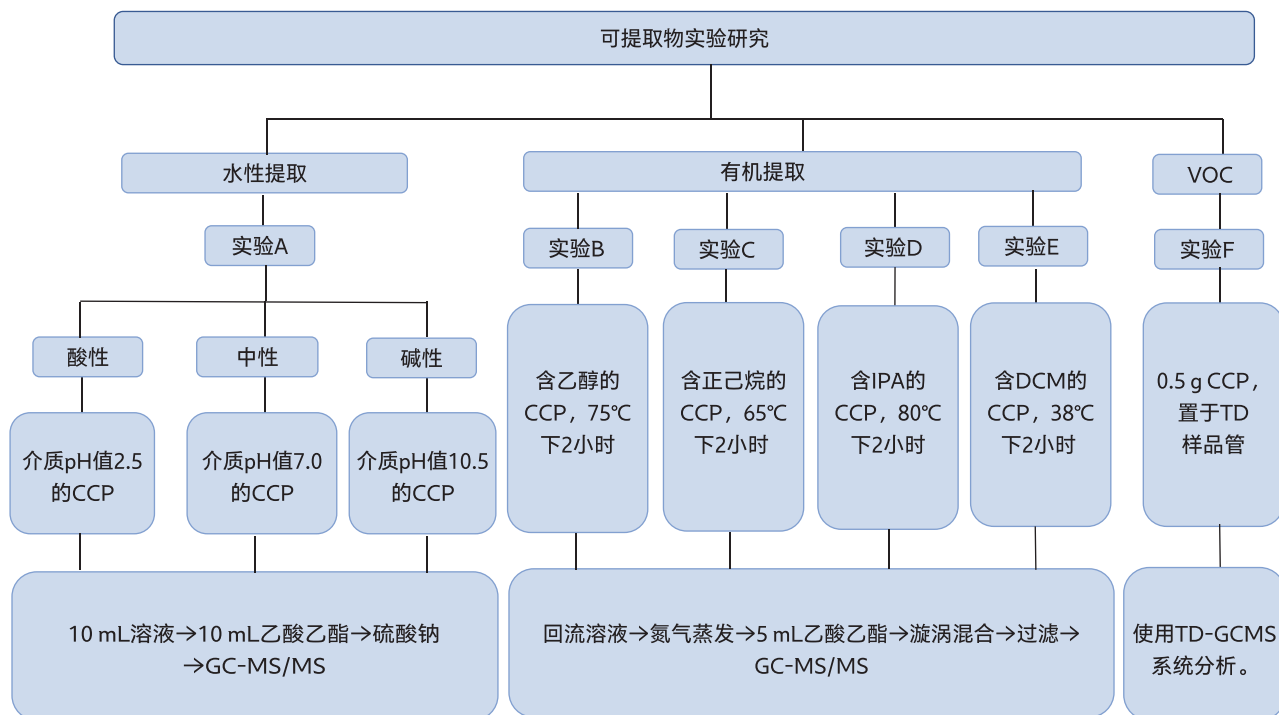 可提取物实验研究
水性提取
有机提取
VOC
实验A
实验B
实验C
实验D
实验E
实验F
酸性
中性
碱性
介质pH值2.5
的CCP
介质pH值7.0
的CCP
介质pH值10.5
的CCP
含乙醇的
CCP，75℃
下2小时
含正己烷的
CCP，65℃
下2小时
含IPA的
CCP，80℃
下2小时
含DCM的
CCP，38℃
下2小时
0.5 g CCP，
置于TD
样品管
10 mL溶液→10 mL乙酸乙酯→硫酸钠
→GC-MS/MS
回流溶液→氮气蒸发→5 mL乙酸乙酯→漩涡混合→过滤→
GC-MS/MS
使用TD-GCMS
系统分析。